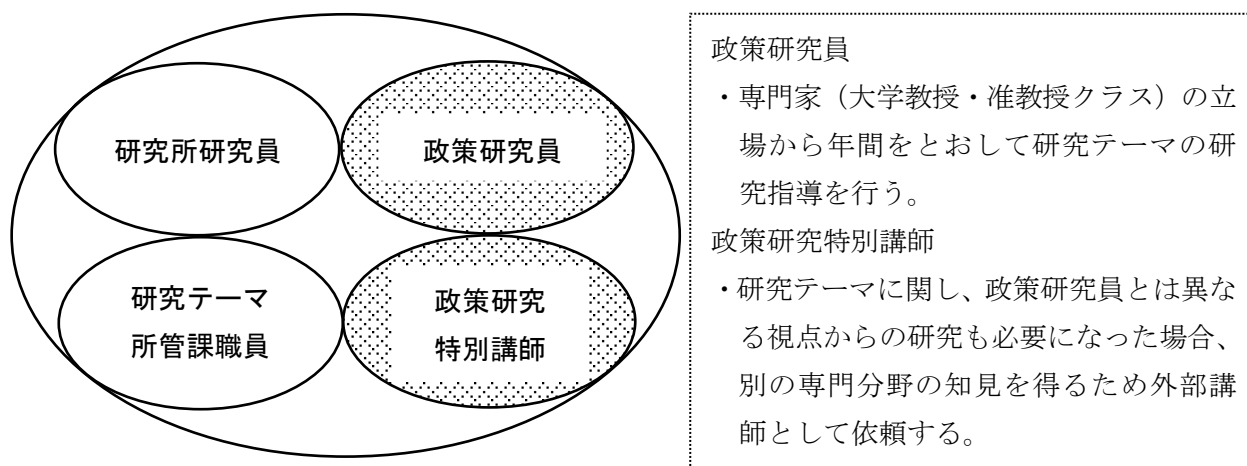 研究所研究員
政策研究員
研究テーマ
所管課職員
政策研究
特別講師
政策研究員
・専門家（大学教授・准教授クラス）の立
場から年間をとおして研究テーマの研
究指導を行う。
政策研究特別講師
・研究テーマに関し、政策研究員とは異な
る視点からの研究も必要になった場合、
別の専門分野の知見を得るため外部講
師として依頼する。